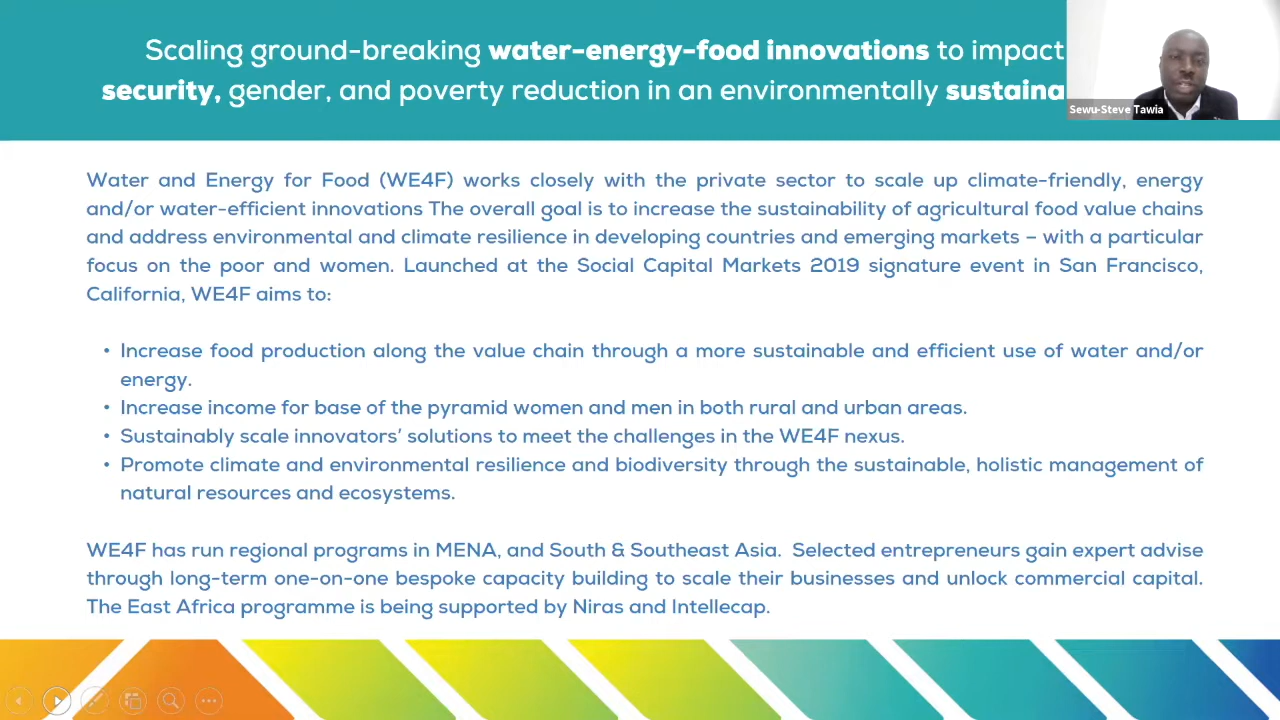 Scaling ground-breaking water-energy-food innovations to impact
security, gender, and poverty reduction in an environmentally sustaina
Sewu-Steve Tawia
Water and Energy for Food (WE4F) works closely with the private sector to scale up climate-friendly, energy
and/or water-efficient innovations The overall goal is to increase the sustainability of agricultural food value chains
and address environmental and climate resilience in developing countries and emerging markets – with a particular
focus on the poor and women. Launched at the Social Capital Markets 2019 signature event in San Francisco,
California, WE4F aims to:
• Increase food production along the value chain through a more sustainable and efficient use of water and/or
energy.
• Increase income for base of the pyramid women and men in both rural and urban areas.
• Sustainably scale innovators' solutions to meet the challenges in the WE4F nexus.
• Promote climate and environmental resilience and biodiversity through the sustainable, holistic management of
natural resources and ecosystems.
WE4F has run regional programs in MENA, and South & Southeast Asia. Selected entrepreneurs gain expert advise
through long-term one-on-one bespoke capacity building to scale their businesses and unlock commercial capital.
The East Africa programme is being supported by Niras and Intellecap.